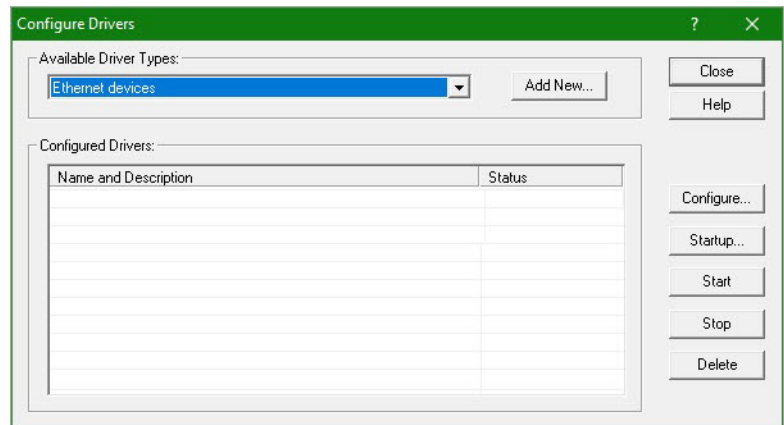 Configure Drivers
?
Available Driver Types:
Ethernet devices
Add New...
Close
Help
Configured Drivers:
Name and Description
Status
Configure...
Startup...
Start
Stop
Delete